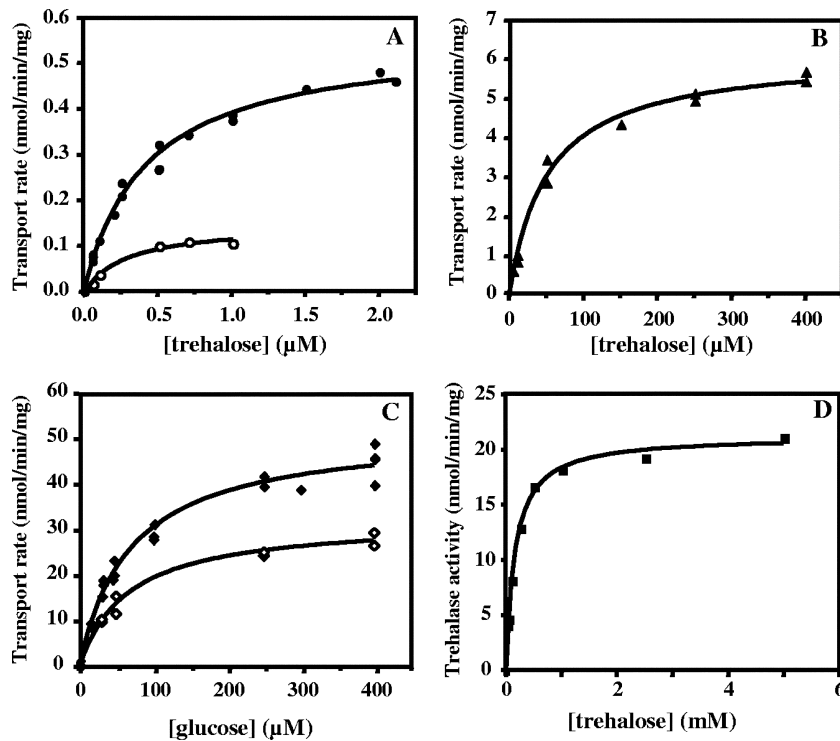 A
Transport rate (nmol/min/mg)
0.6
0.5
0.4
0.3
0.2
0.1
0.0
0.0 0.5 1.0 1.5 2.0
[trehalose] (µM)
B
Transport rate (nmol/min/mg)
7
6
5
4
3
2
1
0
0 100 200 300 400
[trehalose] (µM)
C
Transport rate (nmol/min/mg)
60
50
40
30
20
10
0
0 100 200 300 400
[glucose] (µM)
D
Trehalase activity (nmol/min/mg)
25
20
15
10
5
0
0 2 4 6
[trehalose] (mM)